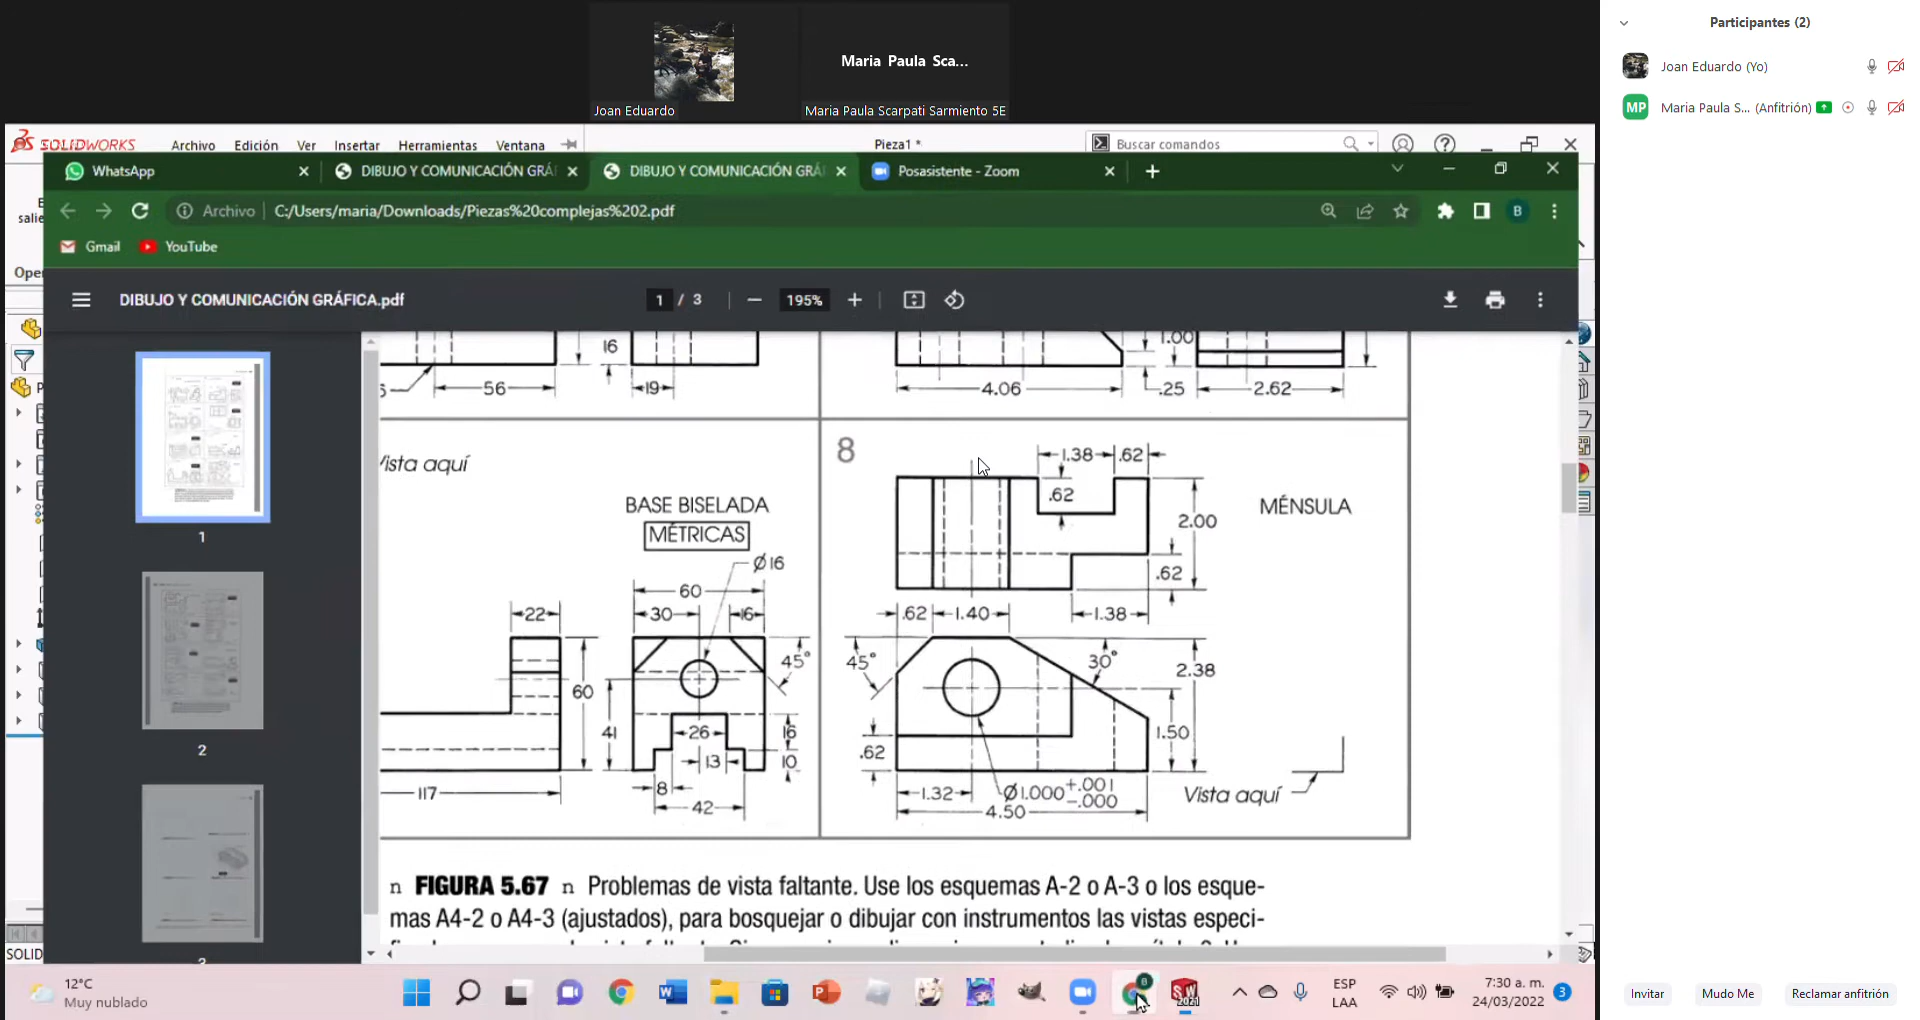 Maria Paula Sca...
Joan Eduardo
Maria Paula Scarpati Sarmiento 5E
Participantes (2)
Joan Eduardo (Yo)
MP Maria Paula S... (Anfitrión)
SOLIDWORKS Archivo Edición Ver Insertar Herramientas Ventana Pieza1 * Buscar comandos
WhatsApp DIBUJO Y COMUNICACIÓN GRÁ DIBUJO Y COMUNICACIÓN GRÁ Posasistente - Zoom
Archivo C:/Users/maria/Downloads/Piezas%20complejas%202.pdf B
salie
Gmail YouTube
Ope
DIBUJO Y COMUNICACIÓN GRÁFICA.pdf 1 / 3 195%
16
56
19
1.00
4.06
.25
2.62
8
Vista aquí
BASE BISELADA
MÉTRICAS
Ø16
60
22
30
16
45°
60
41
26
16
13
10
8
42
117
1.38
.62
.62
2.00
MÉNSULA
.62
.62
1.40
1.38
45°
30°
2.38
.62
1.50
1.32
Ø1.000 +.001 -.000
4.50
Vista aquí
n FIGURA 5.67 n Problemas de vista faltante. Use los esquemas A-2 o A-3 o los esque-
mas A4-2 o A4-3 (ajustados), para bosquejar o dibujar con instrumentos las vistas especi-
1
2
3
SOLID
12°C
Muy nublado
ESP
LAA
7:30 a. m.
24/03/2022
3
Invitar
Mudo Me
Reclamar anfitrión